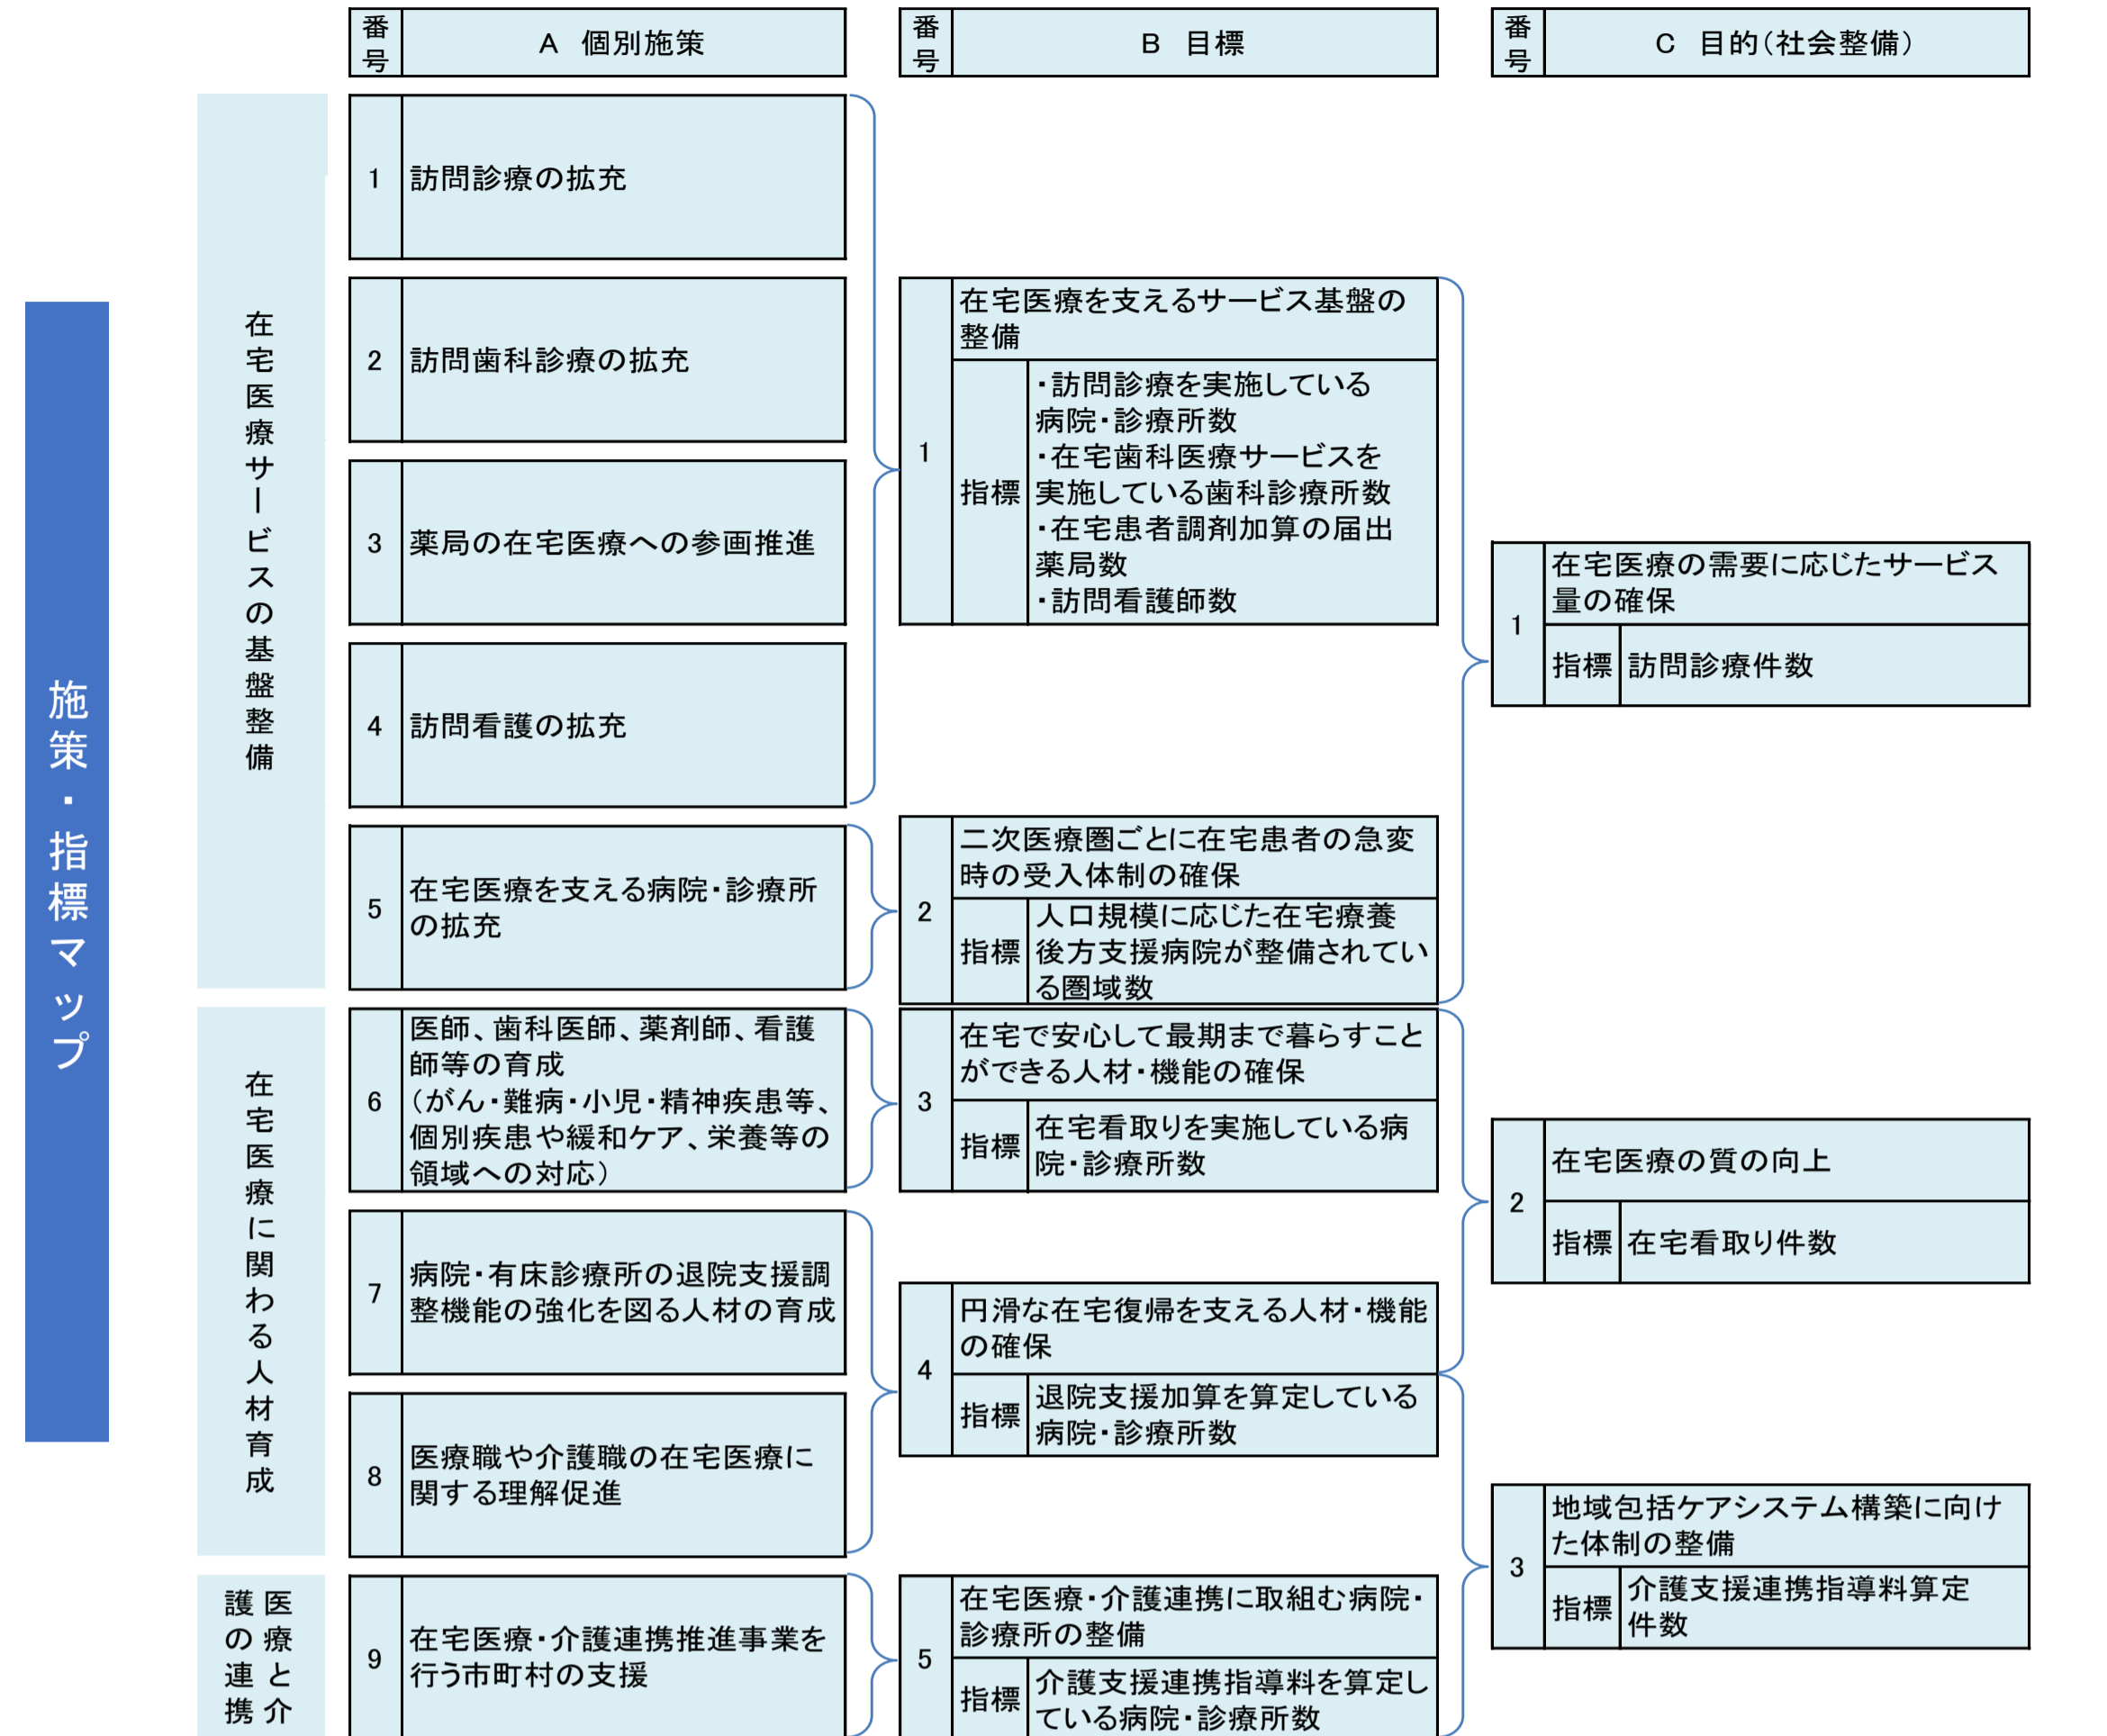 番号
A 個別施策
番号
B 目標
番号
C 目的(社会整備)
施策・指標マップ
在宅医療サービスの基盤整備
1
訪問診療の拡充
2
訪問歯科診療の拡充
3
薬局の在宅医療への参画推進
4
訪問看護の拡充
5
在宅医療を支える病院・診療所
の拡充
在宅医療に関わる人材育成
6
医師、歯科医師、薬剤師、看護
師等の育成
(がん・難病・小児・精神疾患等、
個別疾患や緩和ケア、栄養等の
領域への対応)
7
病院・有床診療所の退院支援調
整機能の強化を図る人材の育成
8
医療職や介護職の在宅医療に
関する理解促進
医療と介
護の連携
9
在宅医療・介護連携推進事業を
行う市町村の支援
1
在宅医療を支えるサービス基盤の
整備
指標
・訪問診療を実施している
病院・診療所数
・在宅歯科医療サービスを
実施している歯科診療所数
・在宅患者調剤加算の届出
薬局数
・訪問看護師数
2
二次医療圏ごとに在宅患者の急変
時の受入体制の確保
指標
人口規模に応じた在宅療養
後方支援病院が整備されてい
る圏域数
3
在宅で安心して最期まで暮らすこと
ができる人材・機能の確保
指標
在宅看取りを実施している病
院・診療所数
4
円滑な在宅復帰を支える人材・機能
の確保
指標
退院支援加算を算定している
病院・診療所数
5
在宅医療・介護連携に取組む病院・
診療所の整備
指標
介護支援連携指導料を算定し
ている病院・診療所数
1
在宅医療の需要に応じたサービス
量の確保
指標
訪問診療件数
2
在宅医療の質の向上
指標
在宅看取り件数
3
地域包括ケアシステム構築に向け
た体制の整備
指標
介護支援連携指導料算定
件数